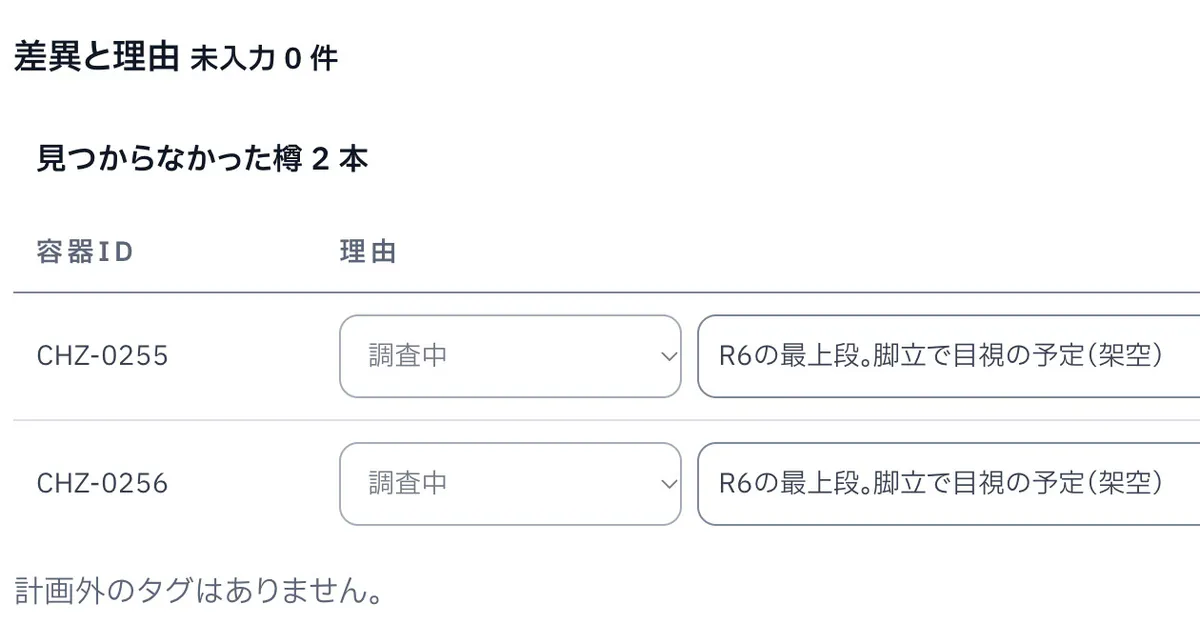 差異と理由 未入力 0 件
見つからなかった樽 2 本
容器ID 理由
CHZ-0255 調査中 R6の最上段。脚立で目視の予定(架空)
CHZ-0256 調査中 R6の最上段。脚立で目視の予定(架空)
計画外のタグはありません。